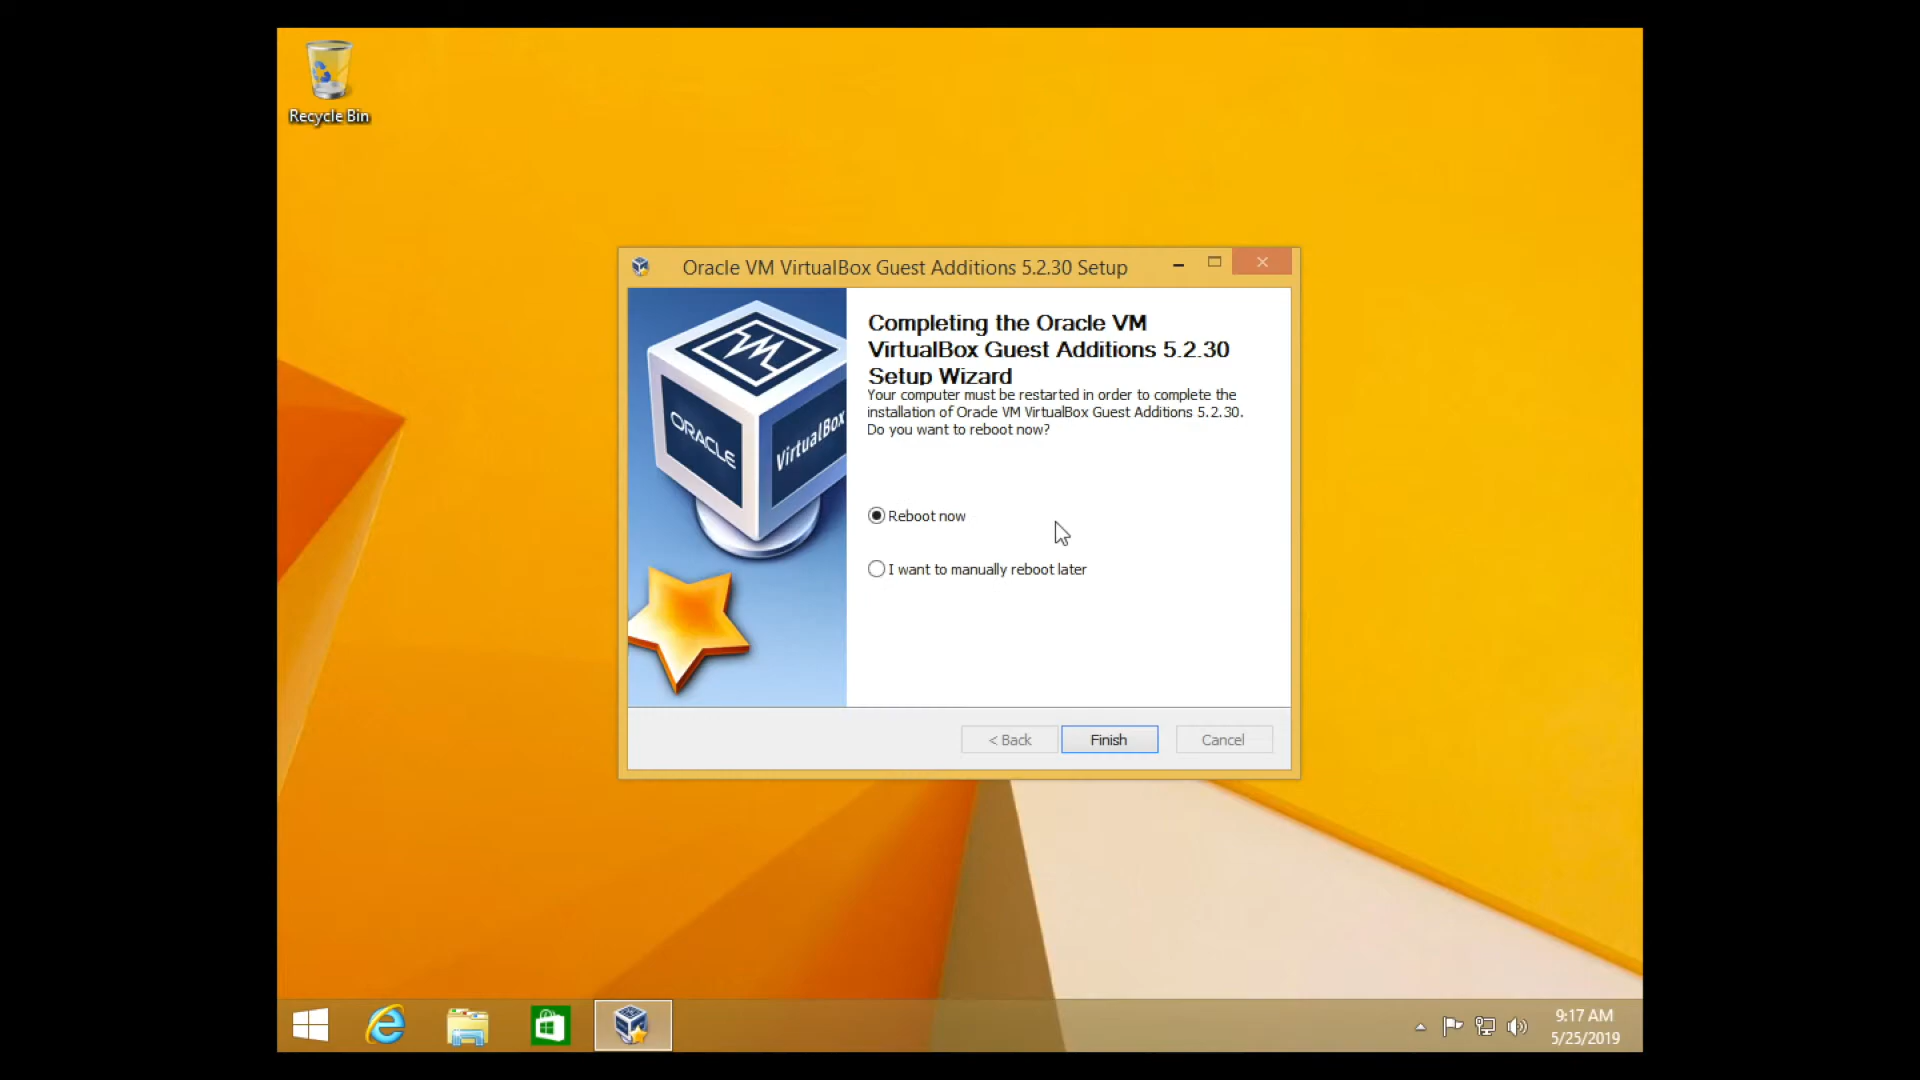 Recycle Bin
Oracle VM VirtualBox Guest Additions 5.2.30 Setup
ORACLE
VirtualBox
Completing the Oracle VM
VirtualBox Guest Additions 5.2.30
Setup Wizard
Your computer must be restarted in order to complete the
installation of Oracle VM VirtualBox Guest Additions 5.2.30.
Do you want to reboot now?
Reboot now
I want to manually reboot later
< Back
Finish
Cancel
9:17 AM
5/25/2019